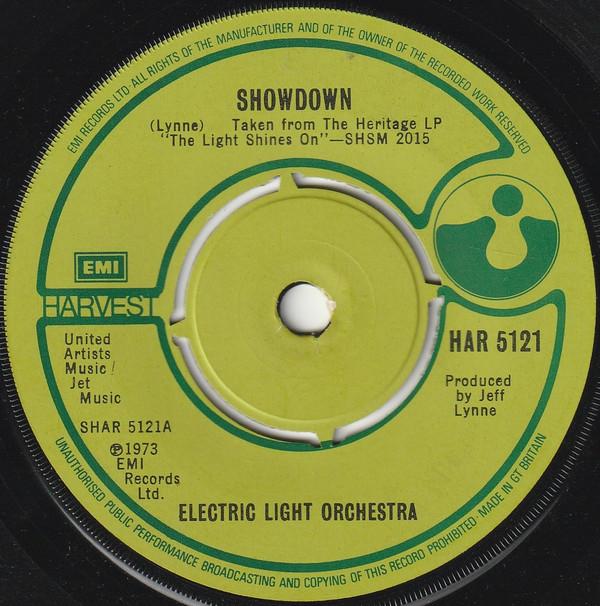 EMI RECORDS LTD · ALL RIGHTS OF THE MANUFACTURER AND OF THE OWNER OF THE RECORDED WORK RESERVED
SHOWDOWN
(Lynne) Taken from The Heritage LP
"The Light Shines On"—SHSM 2015
EMI
HARVEST
HAR 5121
United
Artists
Music/
Jet
Music
Produced
by Jeff
Lynne
SHAR 5121A
℗1973
EMI
Records
Ltd.
ELECTRIC LIGHT ORCHESTRA
UNAUTHORISED PUBLIC PERFORMANCE BROADCASTING AND COPYING OF THIS RECORD PROHIBITED · MADE IN GT BRITAIN